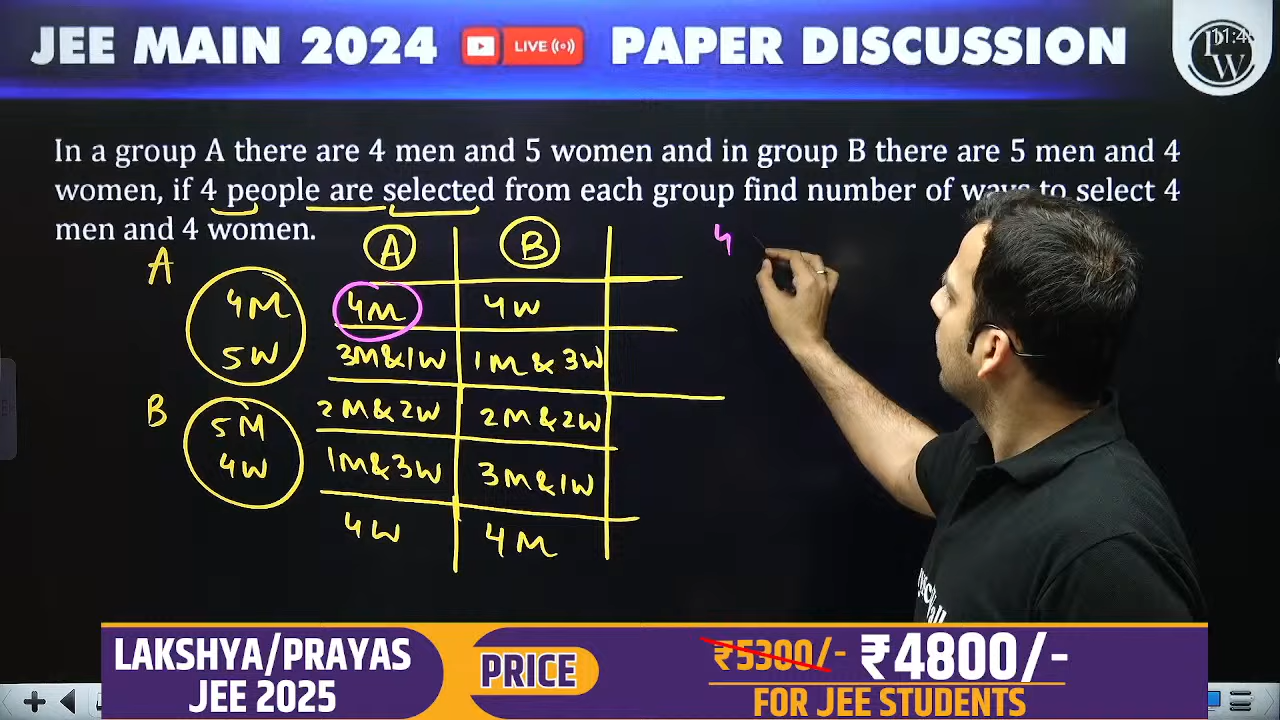 JEE MAIN 2024 LIVE PAPER DISCUSSION
In a group A there are 4 men and 5 women and in group B there are 5 men and 4
women, if 4 people are selected from each group find number of ways to select 4
men and 4 women.
A
4M
5W
B
5M
4W
A B
4M 4W
3M&1W 1M&3W
2M&2W 2M&2W
1M&3W 3M&1W
4W 4M
4
W
LAKSHYA/PRAYAS
JEE 2025
PRICE
₹5300/- ₹4800/-
FOR JEE STUDENTS